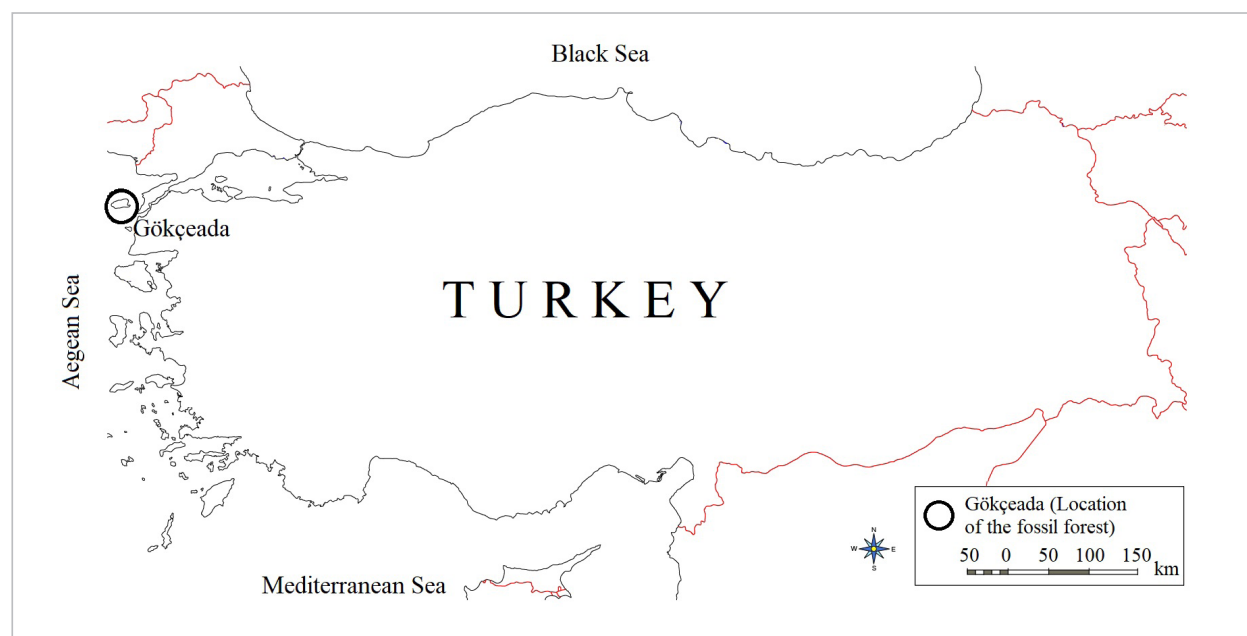 Black Sea
Gökçeada
TURKEY
Aegean Sea
Mediterranean Sea
Gökçeada (Location
of the fossil forest)
N
W E
S
50 0 50 100 150
km